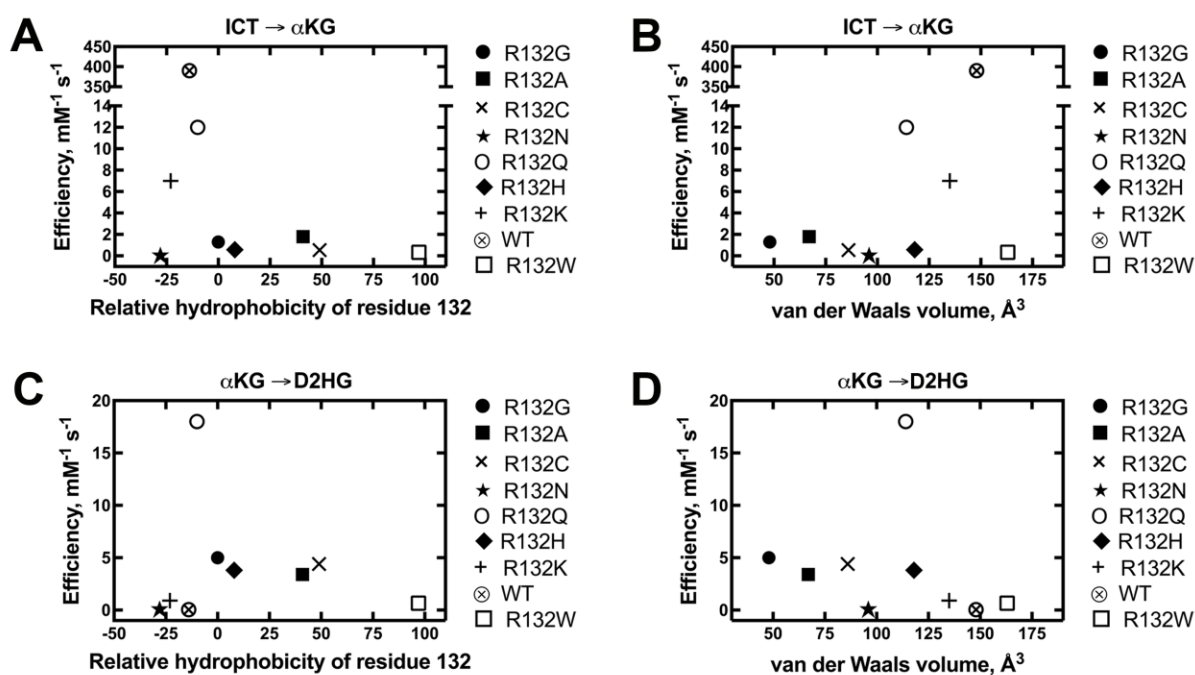 A
ICT → αKG
Efficiency, mM⁻¹ s⁻¹
450
400
350
14
12
10
8
6
4
2
0
-50 -25 0 25 50 75 100
Relative hydrophobicity of residue 132
R132G
R132A
R132C
R132N
R132Q
R132H
R132K
WT
R132W
B
ICT → αKG
Efficiency, mM⁻¹ s⁻¹
450
400
350
14
12
10
8
6
4
2
0
50 75 100 125 150 175
van der Waals volume, Å³
R132G
R132A
R132C
R132N
R132Q
R132H
R132K
WT
R132W
C
αKG → D2HG
Efficiency, mM⁻¹ s⁻¹
20
15
10
5
0
-50 -25 0 25 50 75 100
Relative hydrophobicity of residue 132
R132G
R132A
R132C
R132N
R132Q
R132H
R132K
WT
R132W
D
αKG → D2HG
Efficiency, mM⁻¹ s⁻¹
20
15
10
5
0
50 75 100 125 150 175
van der Waals volume, Å³
R132G
R132A
R132C
R132N
R132Q
R132H
R132K
WT
R132W